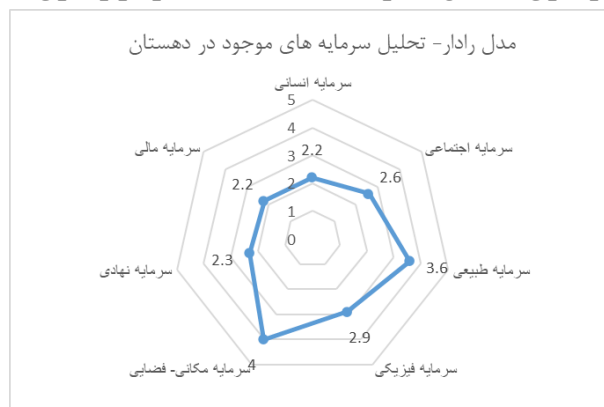 مدل رادار- تحلیل سرمایه های موجود در دهستان
سرمایه انسانی
5
4
3
2
1
0
2.2
سرمایه اجتماعی
2.6
سرمایه طبیعی
3.6
سرمایه فیزیکی
2.9
سرمایه مکانی- فضایی
4
سرمایه نهادی
2.3
سرمایه مالی
2.2